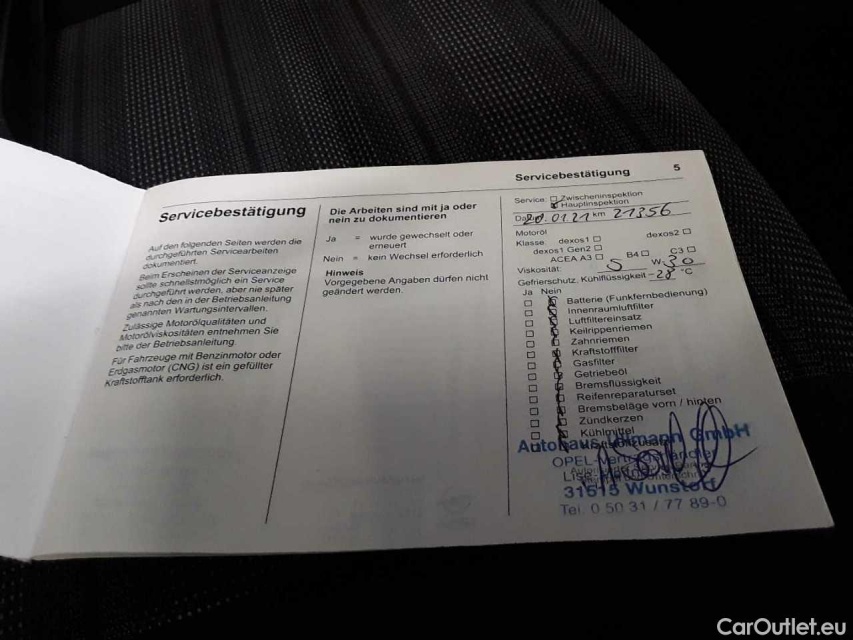 Servicebestätigung
Auf den folgenden Seiten werden die
durchgeführten Servicearbeiten
dokumentiert.
Beim Erscheinen der Serviceanzeige
sollte schnellstmöglich ein Service
durchgeführt werden, aber nie später
als nach den in der Betriebsanleitung
genannten Wartungsintervallen.
Zulässige Motorölqualitäten und
Motorölviskositäten entnehmen Sie
bitte der Betriebsanleitung.
Für Fahrzeuge mit Benzinmotor oder
Erdgasmotor (CNG) ist ein gefüllter
Kraftstofftank erforderlich.
Die Arbeiten sind mit ja oder
nein zu dokumentieren
Ja = wurde gewechselt oder
erneuert
Nein = kein Wechsel erforderlich
Hinweis
Vorgegebene Angaben dürfen nicht
geändert werden.
Servicebestätigung 5
Service: Zwischeninspektion
Hauptinspektion
20.01.21 km 21356
Motoröl
Klasse dexos1 dexos2
dexos1 Gen2 B4 C3
ACEA A3
Viskosität: 5 W 30
Gefrierschutz, Kühlflüssigkeit -28 °C
Ja Nein
Batterie (Funkfernbedienung)
Innenraumluftfilter
Luftfiltereinsatz
Keilrippenriemen
Zahnriemen
Kraftstofffilter
Gasfilter
Getriebeöl
Bremsflüssigkeit
Reifenreparaturset
Bremsbeläge vorn / hinten
Zündkerzen
Kühlmittel
Autohaus GmbH
OPEL-Vertragshändler
31515 Wunstorf
Tel. 0 50 31 / 77 89-0
CarOutlet.eu